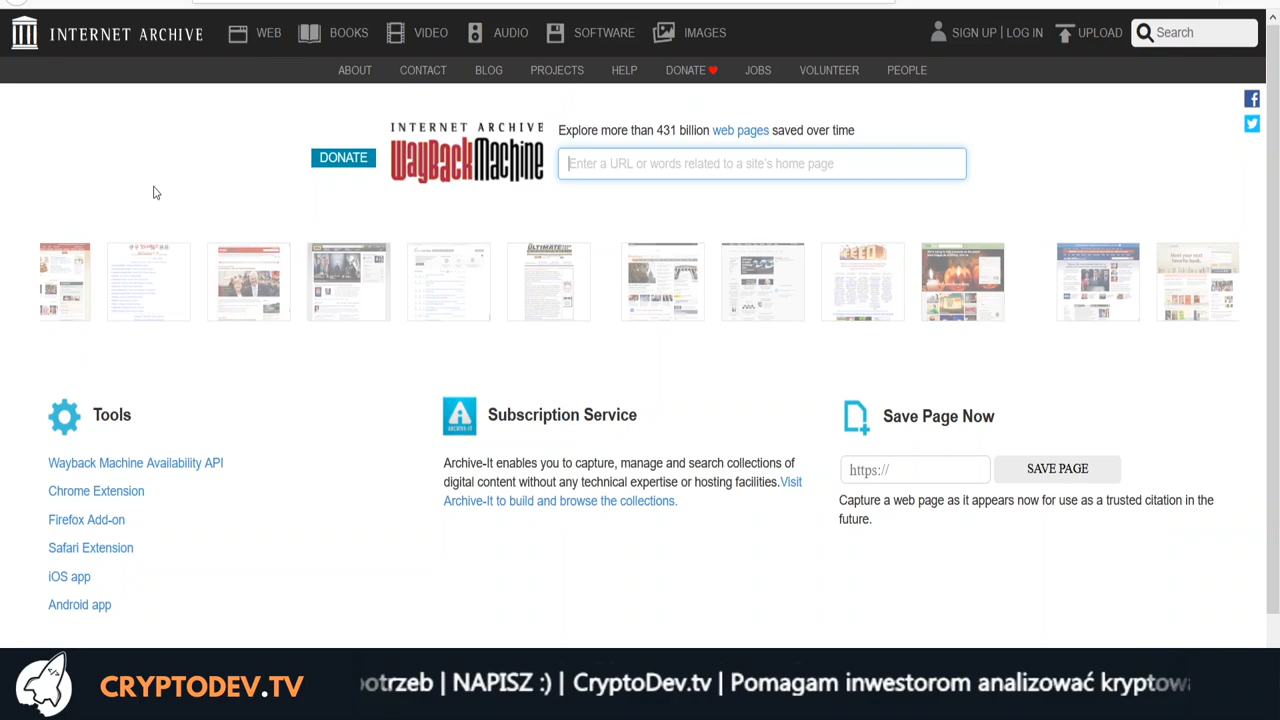 INTERNET ARCHIVE WEB BOOKS VIDEO AUDIO SOFTWARE IMAGES SIGN UP | LOG IN UPLOAD Search
ABOUT CONTACT BLOG PROJECTS HELP DONATE JOBS VOLUNTEER PEOPLE
DONATE
INTERNET ARCHIVE
WayBackMachine
Explore more than 431 billion web pages saved over time
Enter a URL or words related to a site's home page
Tools
Wayback Machine Availability API
Chrome Extension
Firefox Add-on
Safari Extension
iOS app
Android app
ARCHIVE-IT
Subscription Service
Archive-It enables you to capture, manage and search collections of
digital content without any technical expertise or hosting facilities.Visit
Archive-It to build and browse the collections.
Save Page Now
https:// SAVE PAGE
Capture a web page as it appears now for use as a trusted citation in the
future.
CRYPTODEV.TV
potrzeb | NAPISZ :) | CryptoDev.tv | Pomagam inwestorom analizować kryptow